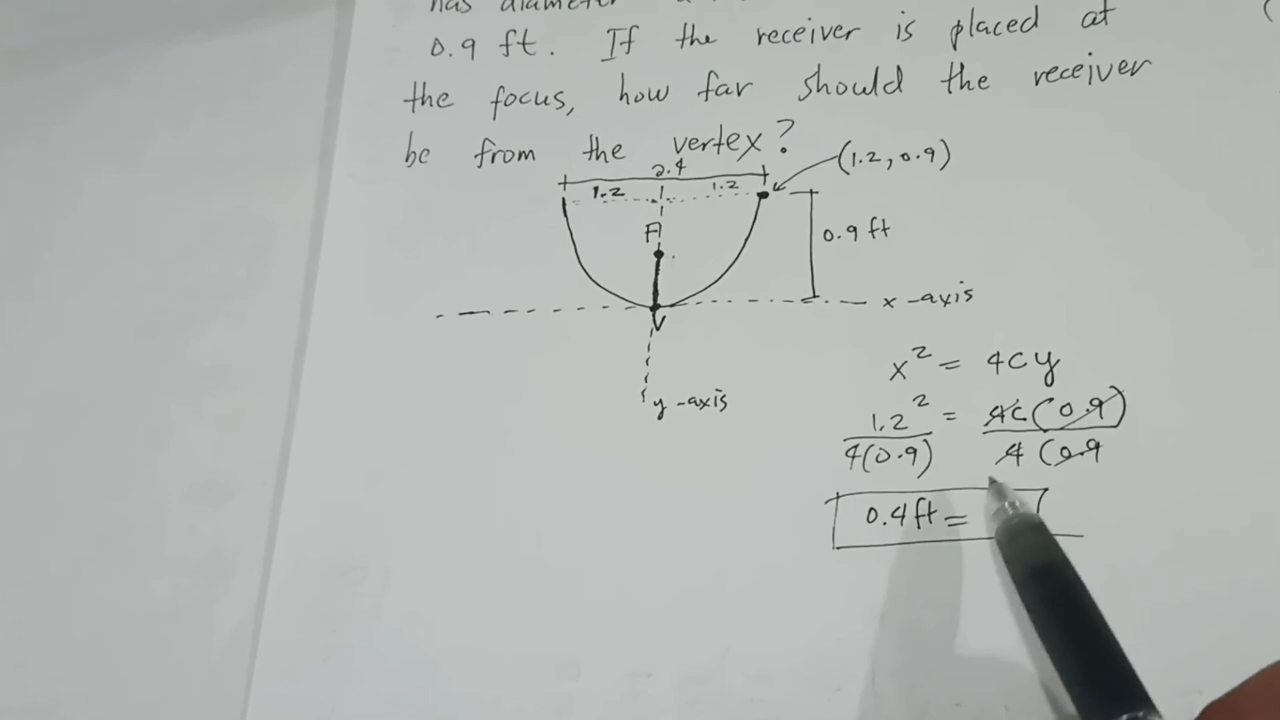 has diameter
0.9 ft. If the receiver is placed at
the focus, how far should the receiver
be from the vertex?
2.4
1.2 1.2
(1.2, 0.9)
F
0.9 ft
x-axis
V
y-axis
x² = 4cy
1.2² = 4c(0.9)
4(0.9) 4(0.9
0.4ft =